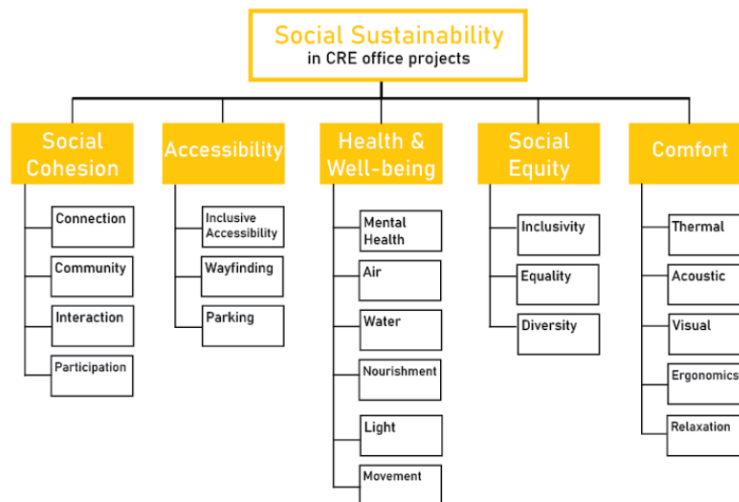 Social Sustainability
in CRE office projects
Social
Cohesion
Connection
Community
Interaction
Participation
Accessibility
Inclusive
Accessibility
Wayfinding
Parking
Health &
Well-being
Mental
Health
Air
Water
Nourishment
Light
Movement
Social
Equity
Inclusivity
Equality
Diversity
Comfort
Thermal
Acoustic
Visual
Ergonomics
Relaxation